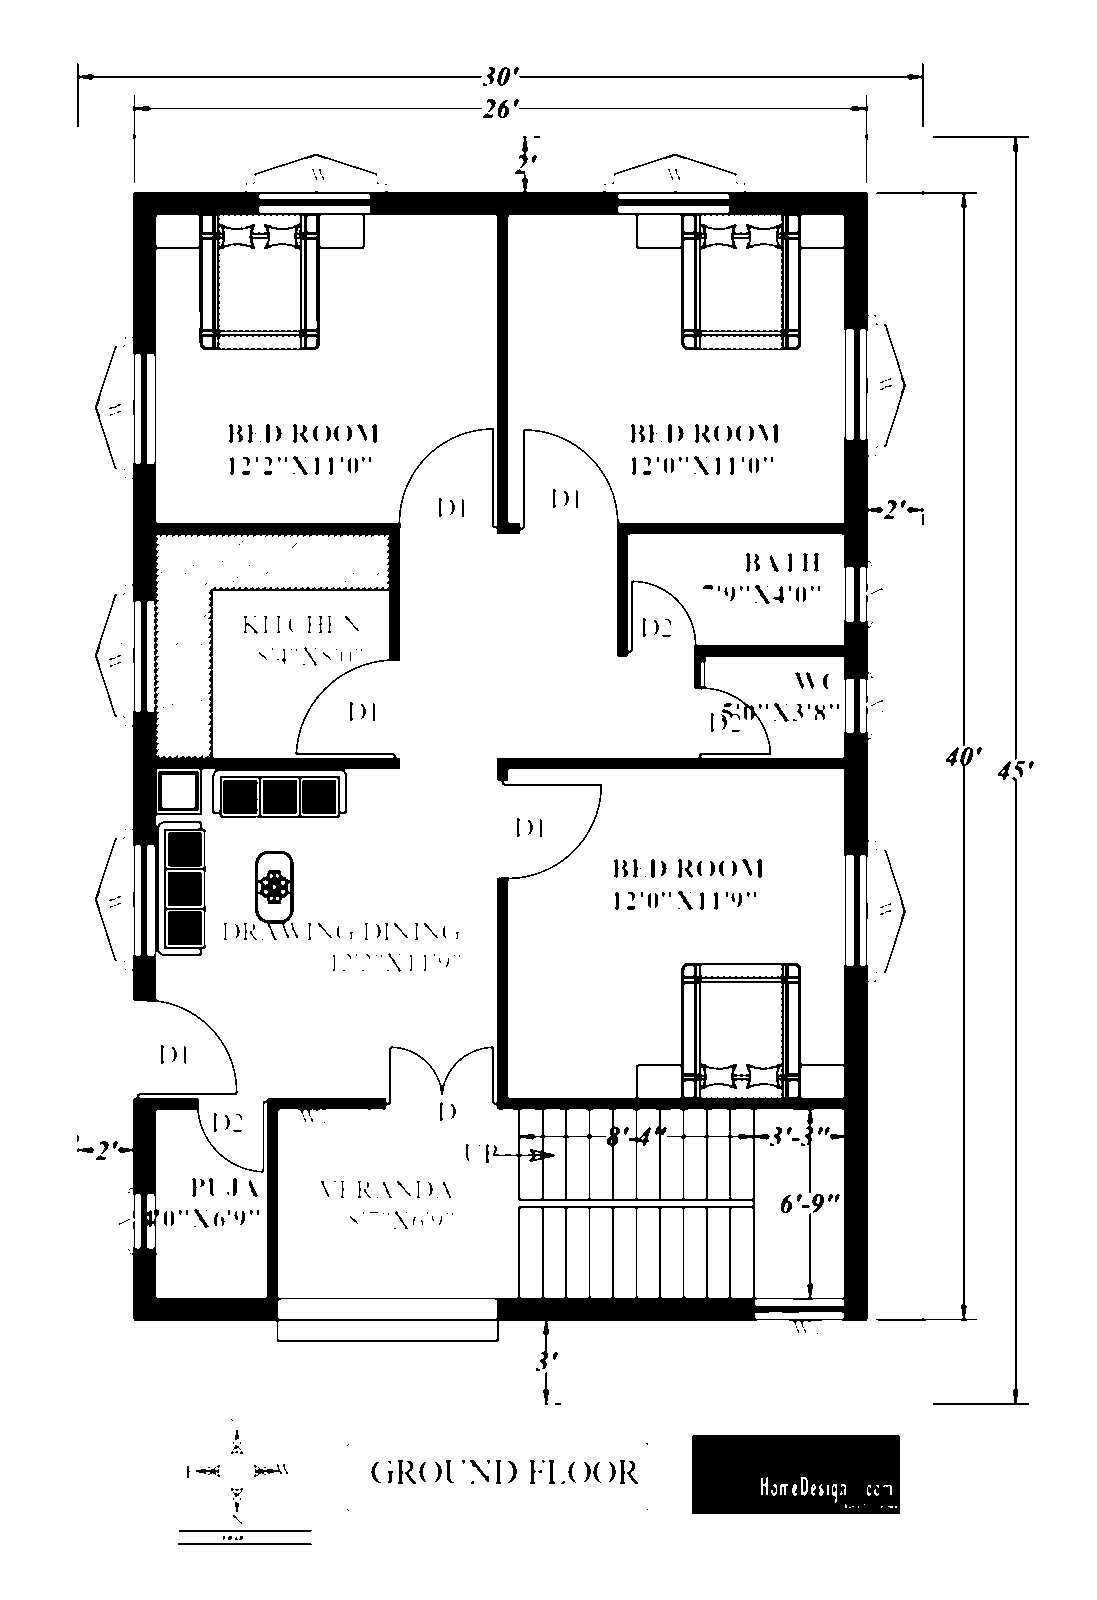 30'
26'
2'
W
W
W
W
BED ROOM
12'2"X11'0"
BED ROOM
12'0"X11'0"
D1
D1
2'
BATH
7'9"X4'0"
KITCHEN
8'4"X8'0"
D2
W
WC
5'0"X3'8"
D2
D1
40'
45'
D1
BED ROOM
12'0"X11'9"
W
W
DRAWING DINING
12'2"X11'9"
D1
D
D2
2'
8'-4"
3'-3"
UP
PUJA
4'0"X6'9"
VERANDA
8'7"X6'9"
6'-9"
3'
GROUND FLOOR
HomeDesign
.com